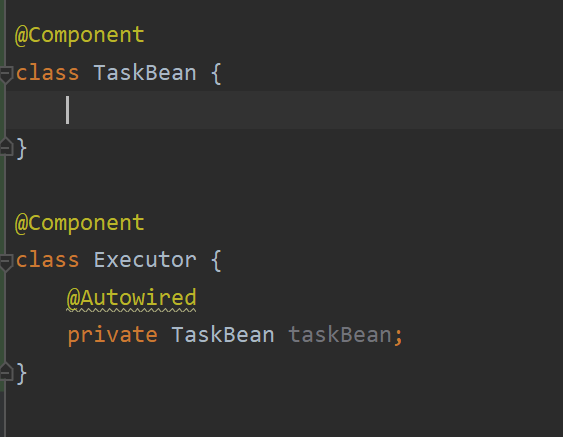 @Component
class TaskBean {
}
@Component
class Executor {
@Autowired
private TaskBean taskBean;
}